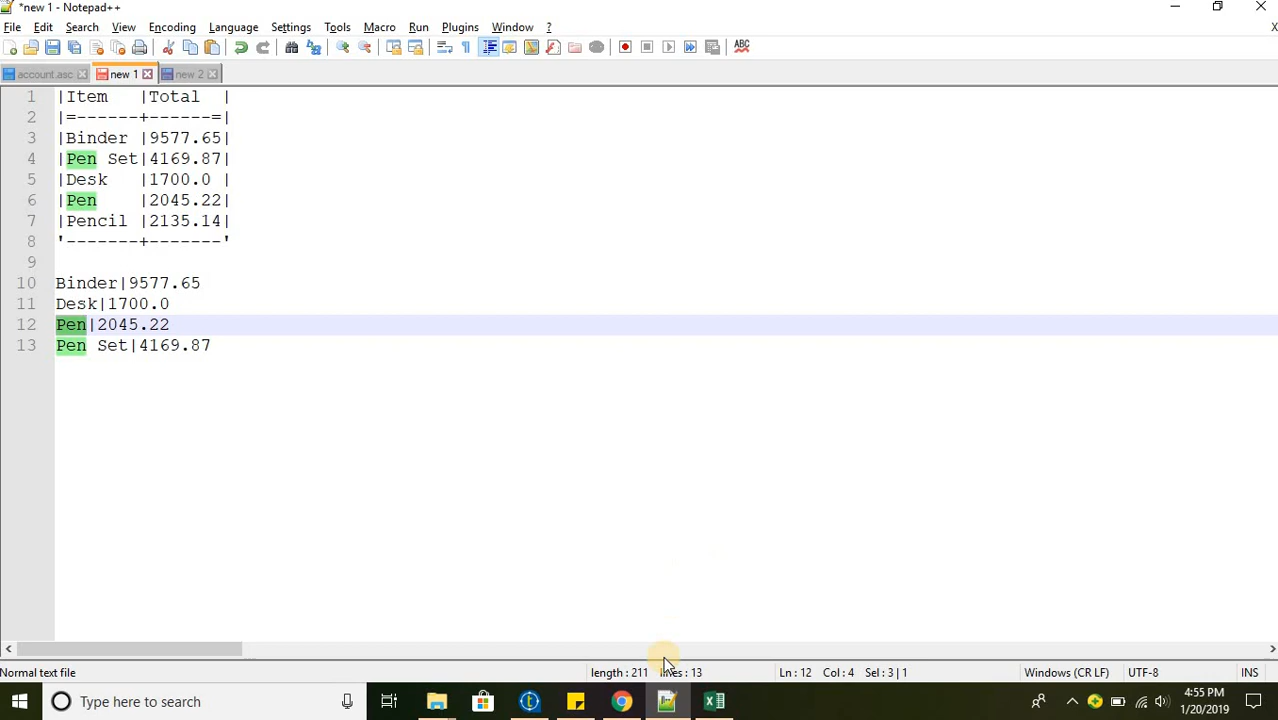 *new 1 - Notepad++
File Edit Search View Encoding Language Settings Tools Macro Run Plugins Window ?
X
ABC
account.asc new 1 new 2
1 |Item   |Total  |
2 |=------+------=|
3 |Binder |9577.65|
4 |Pen Set|4169.87|
5 |Desk   |1700.0 |
6 |Pen    |2045.22|
7 |Pencil |2135.14|
8 '-------+-------'
9
10 Binder|9577.65
11 Desk|1700.0
12 Pen|2045.22
13 Pen Set|4169.87
Normal text file length : 211 lines : 13 Ln : 12 Col : 4 Sel : 3 | 1 Windows (CR LF) UTF-8 INS
Type here to search
4:55 PM
1/20/2019